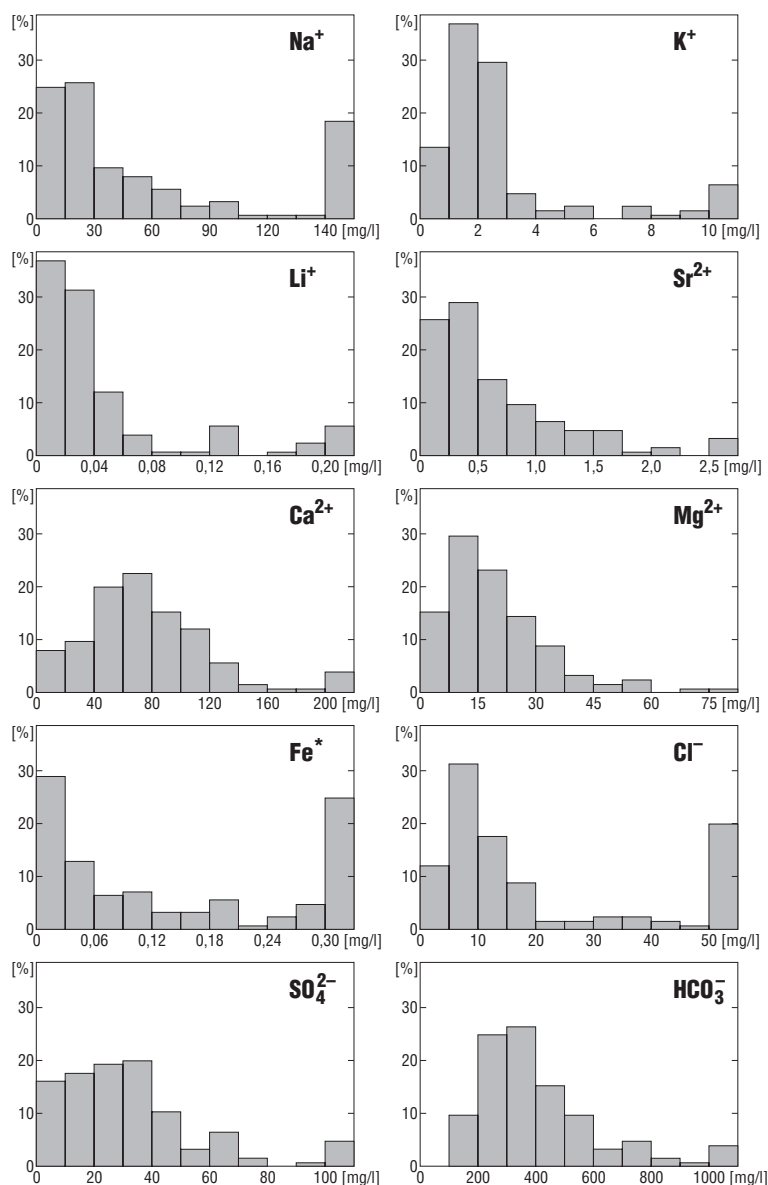 [%]
Na⁺
30
20
10
0
0 30 60 90 120 140 [mg/l]
[%]
K⁺
30
20
10
0
0 2 4 6 8 10 [mg/l]
[%]
Li⁺
30
20
10
0
0 0,04 0,08 0,12 0,16 0,20 [mg/l]
[%]
Sr²⁺
30
20
10
0
0 0,5 1,0 1,5 2,0 2,5 [mg/l]
[%]
Ca²⁺
30
20
10
0
0 40 80 120 160 200 [mg/l]
[%]
Mg²⁺
30
20
10
0
0 15 30 45 60 75 [mg/l]
[%]
Fe*
30
20
10
0
0 0,06 0,12 0,18 0,24 0,30 [mg/l]
[%]
Cl⁻
30
20
10
0
0 10 20 30 40 50 [mg/l]
[%]
SO₄²⁻
30
20
10
0
0 20 40 60 80 100 [mg/l]
[%]
HCO₃⁻
30
20
10
0
200 400 600 800 1000 [mg/l]